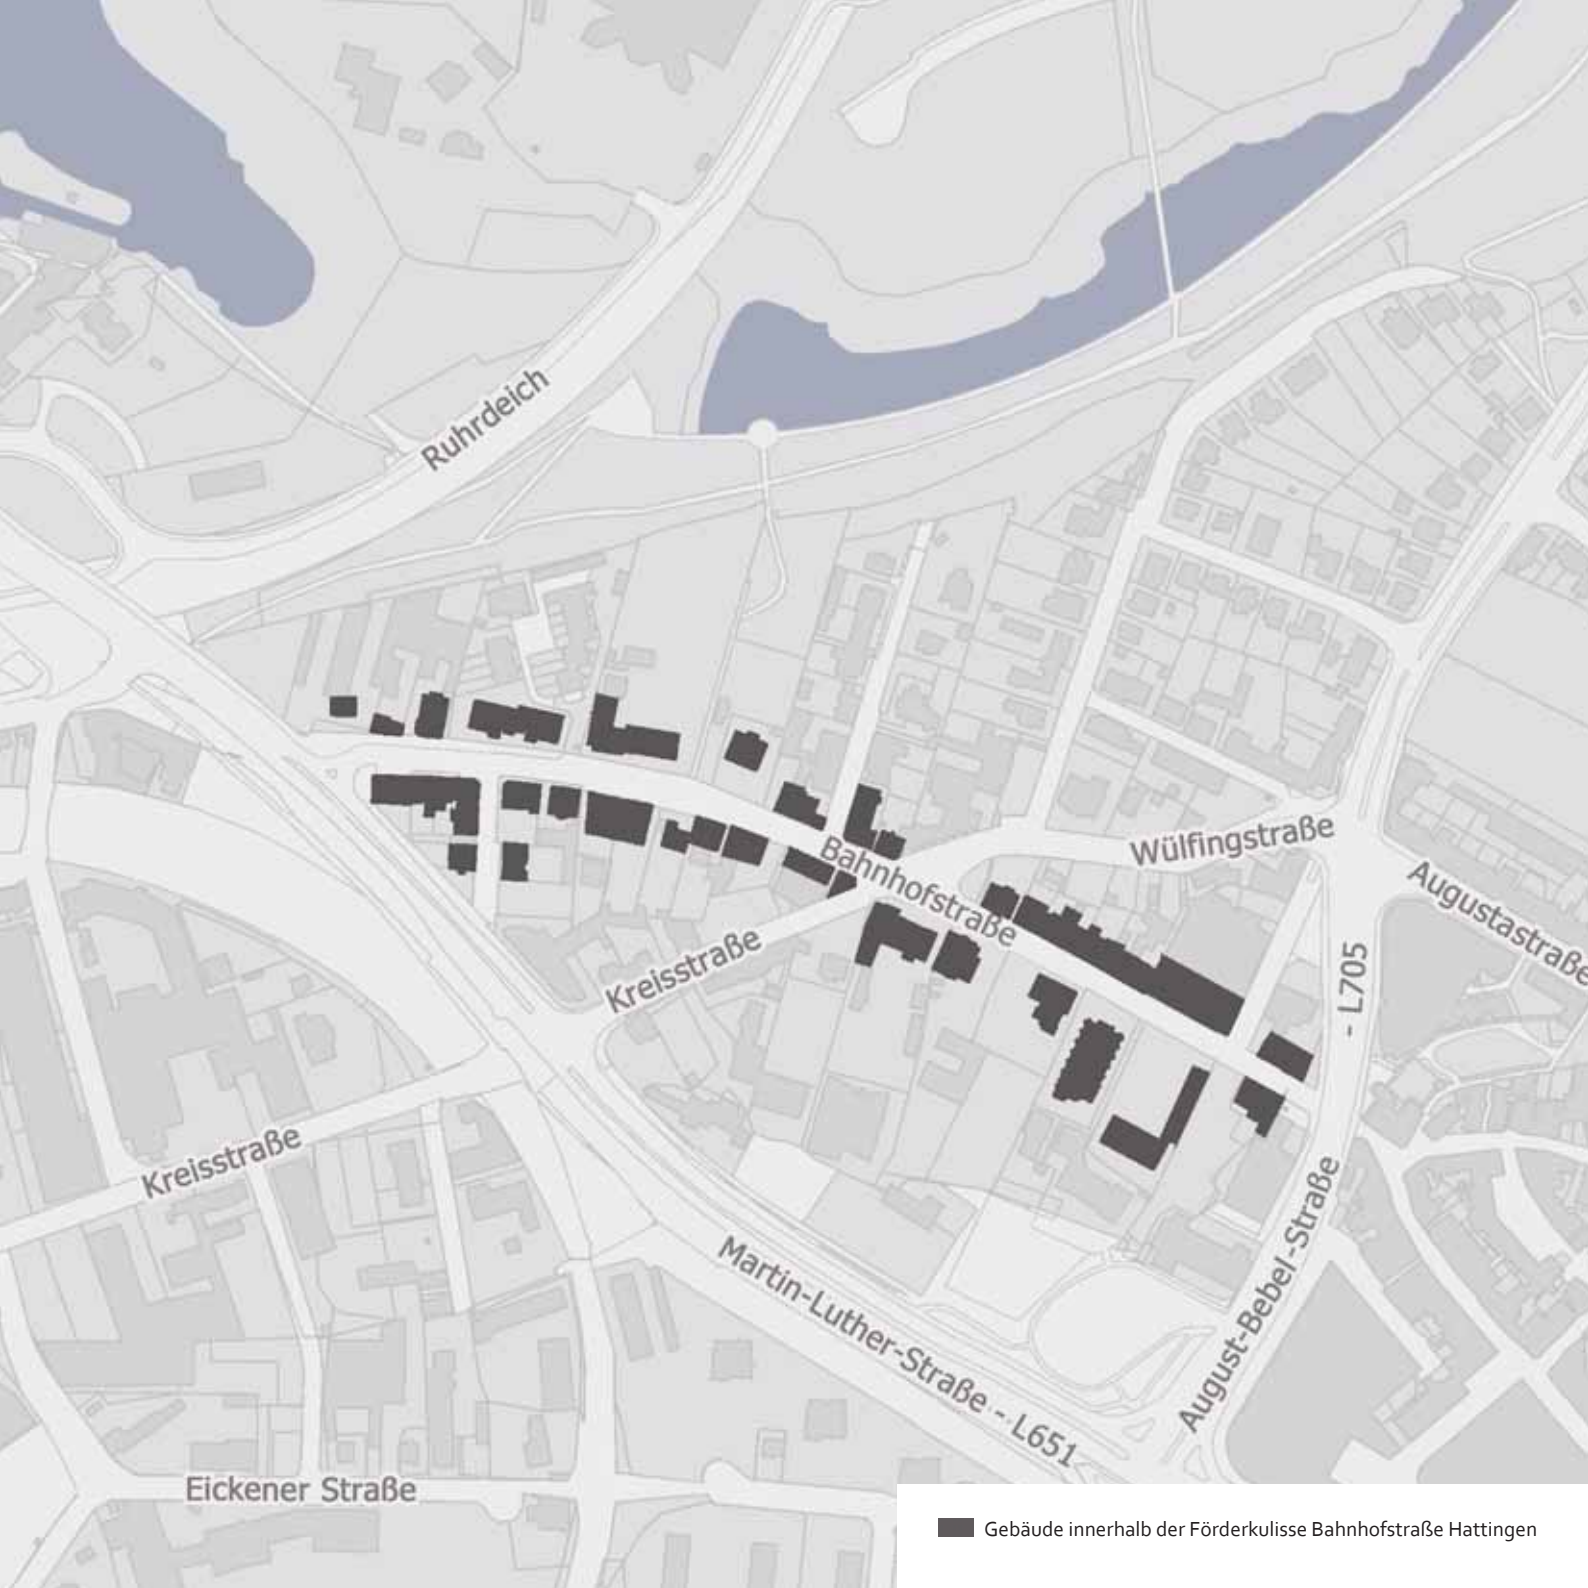 Ruhrdeich
Wülfingstraße
Bahnhofstraße
Augustastraße
Kreisstraße
- L705
Kreisstraße
Martin-Luther-Straße - L651
August-Bebel-Straße
Eickener Straße
Gebäude innerhalb der Förderkulisse Bahnhofstraße Hattingen